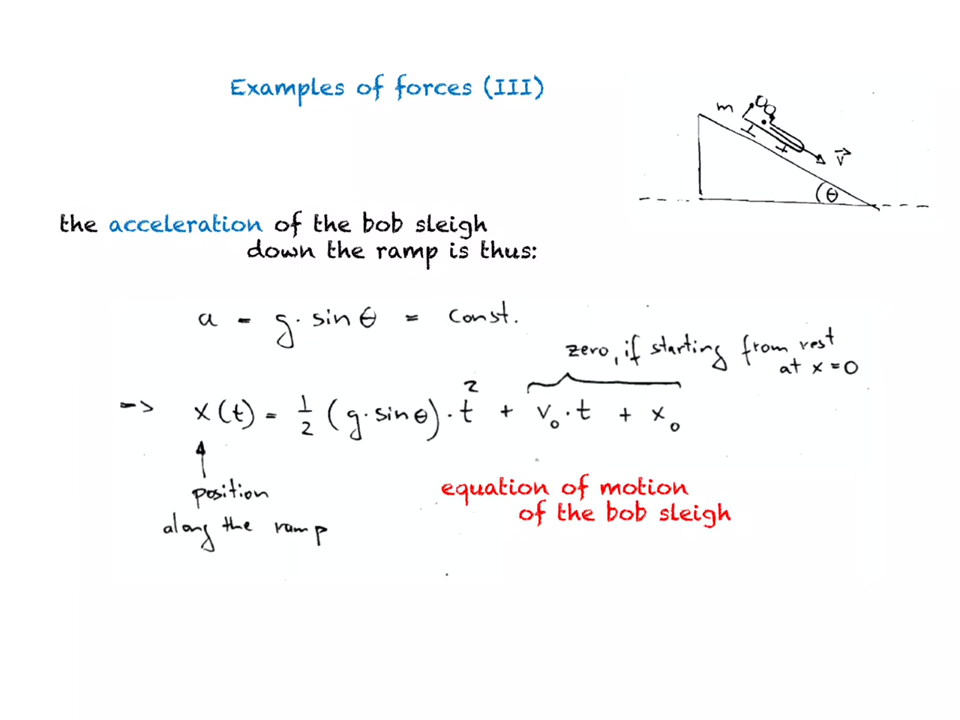 Examples of forces (III)
m
v⃗
θ
the acceleration of the bob sleigh
down the ramp is thus:
a = g · sin θ = const.
zero, if starting from rest
at x = 0
=> x(t) = 1/2 (g · sin θ) · t² + v₀ · t + x₀
position
along the ramp
equation of motion
of the bob sleigh